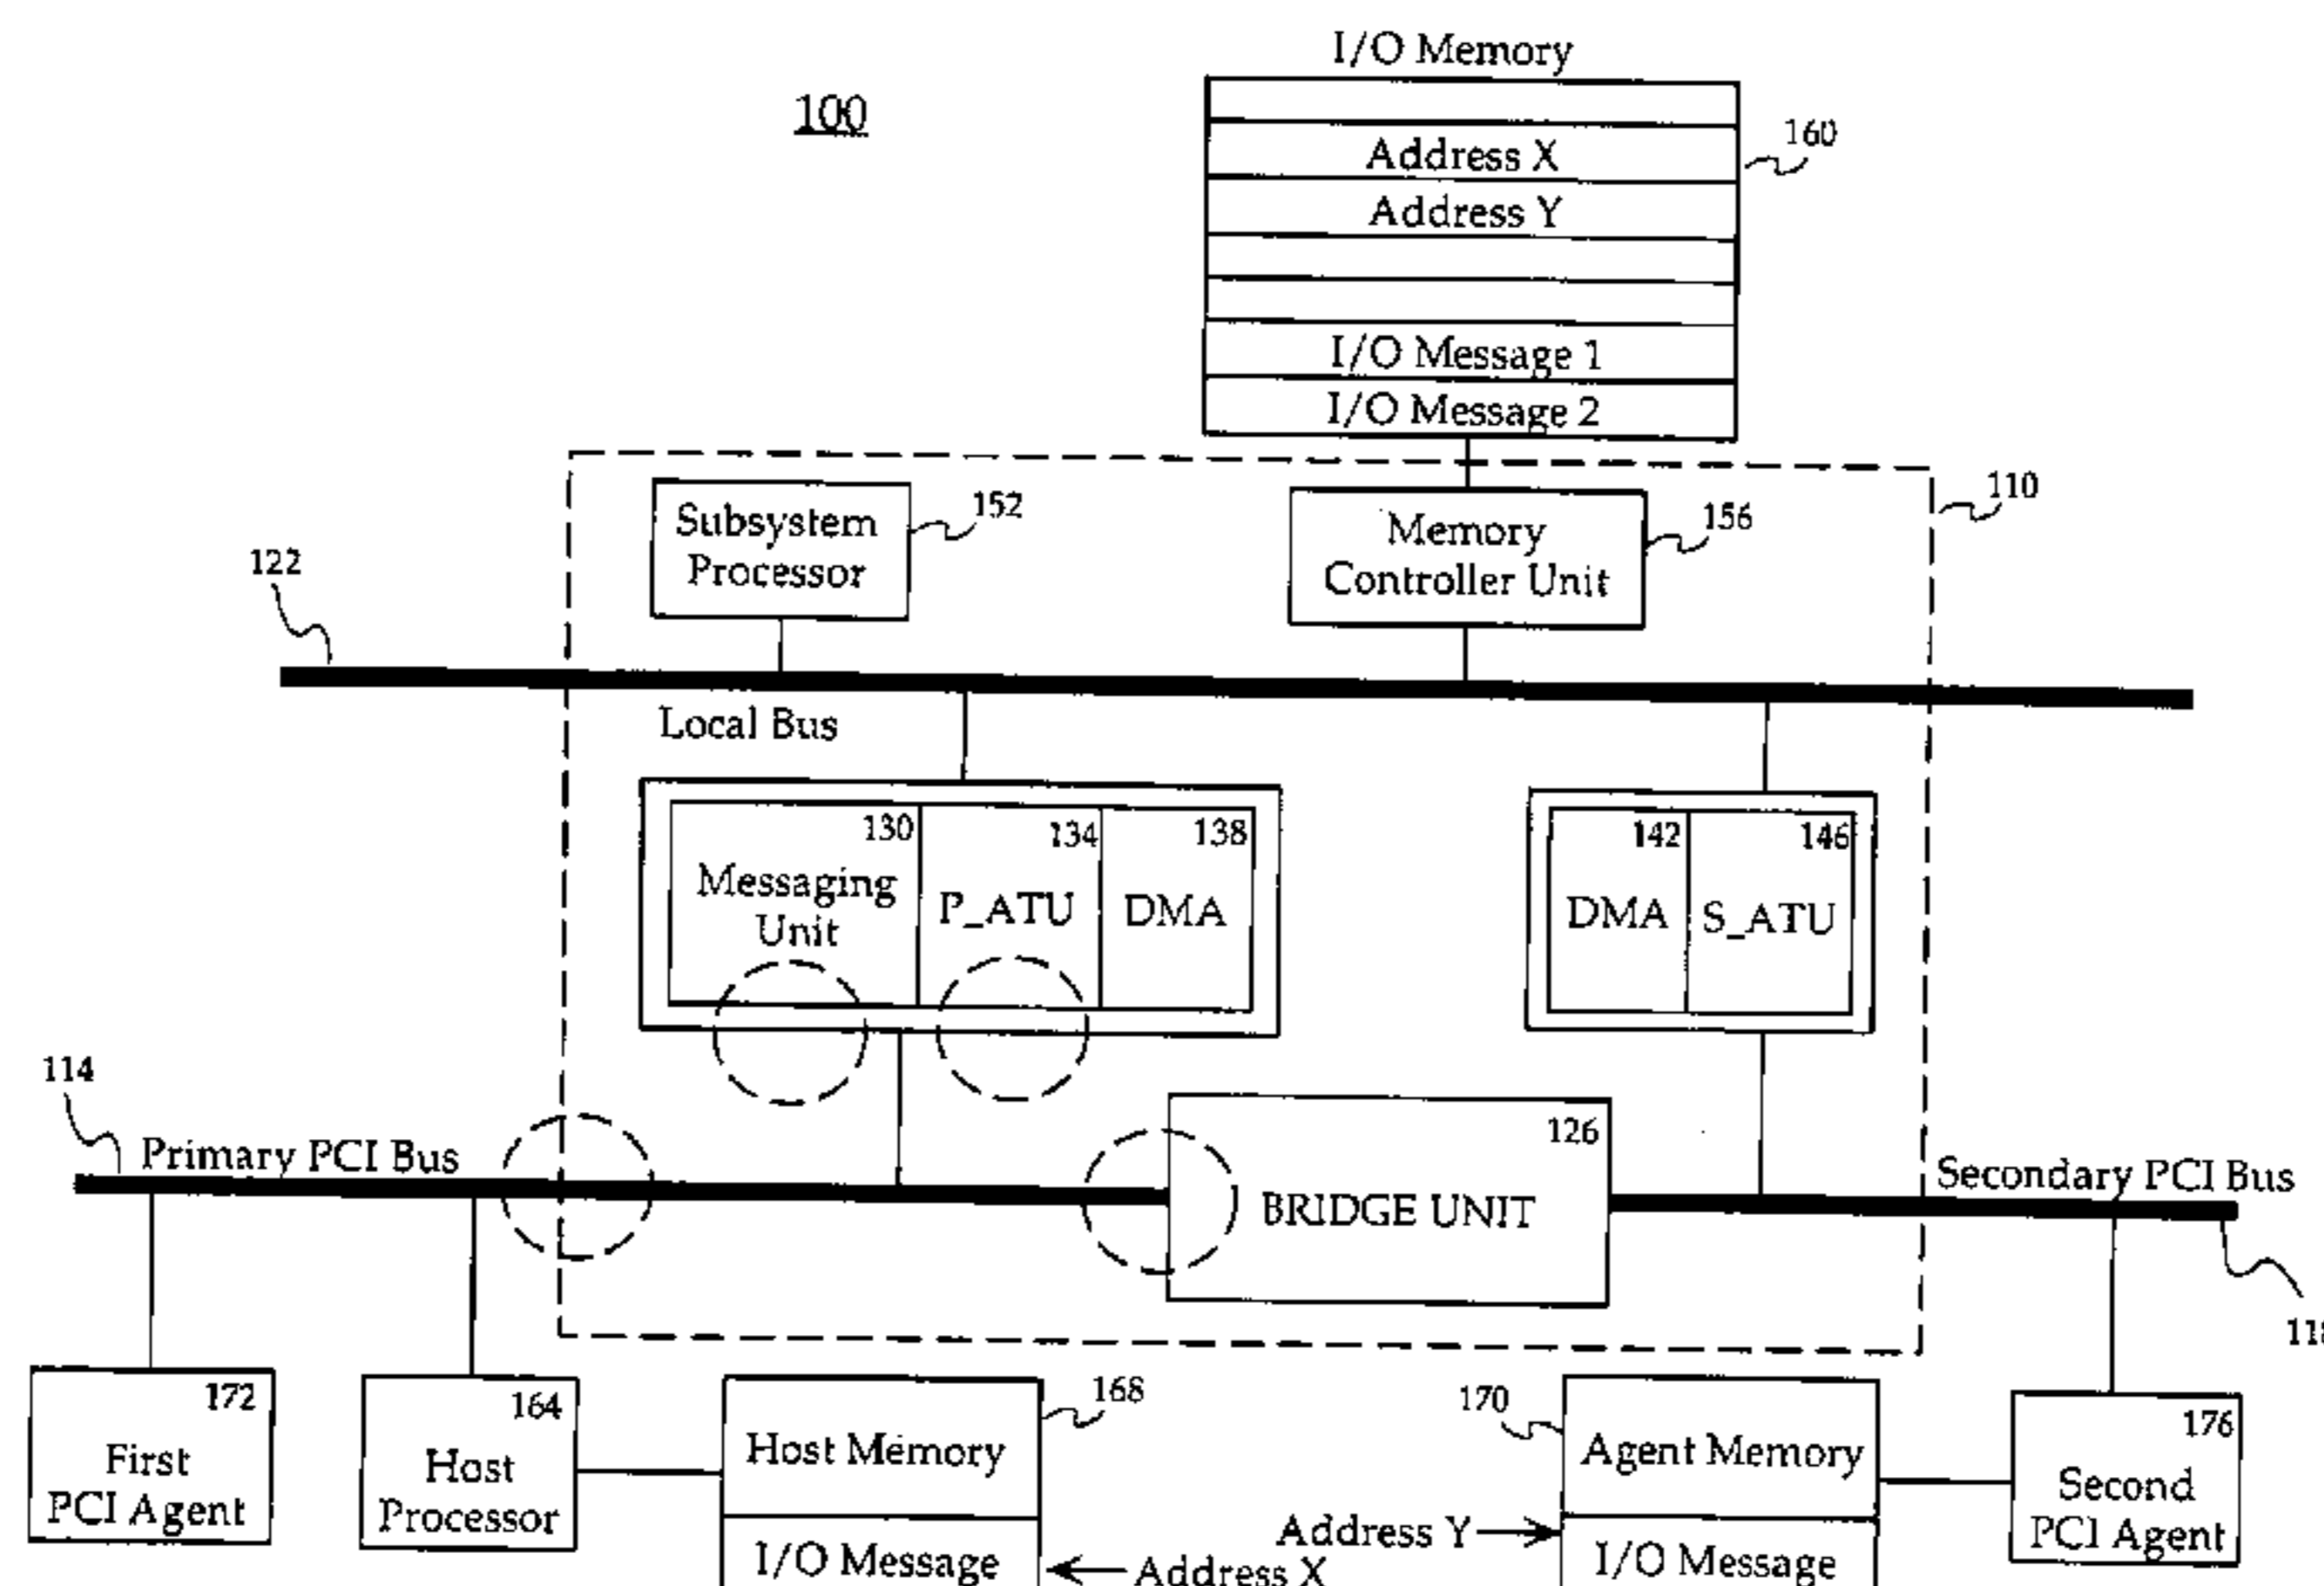 I/O Memory
100
160
Address X
Address Y
I/O Message 1
I/O Message 2
110
Subsystem
Processor
152
Memory
Controller Unit
156
122
Local Bus
130
Messaging
Unit
134
P_ATU
138
DMA
142
DMA
146
S_ATU
114
Primary PCI Bus
126
BRIDGE UNIT
Secondary PCI Bus
172
First
PCI Agent
164
Host
Processor
168
Host Memory
I/O Message
Address X
170
Agent Memory
Address Y
I/O Message
176
Second
PCI Agent